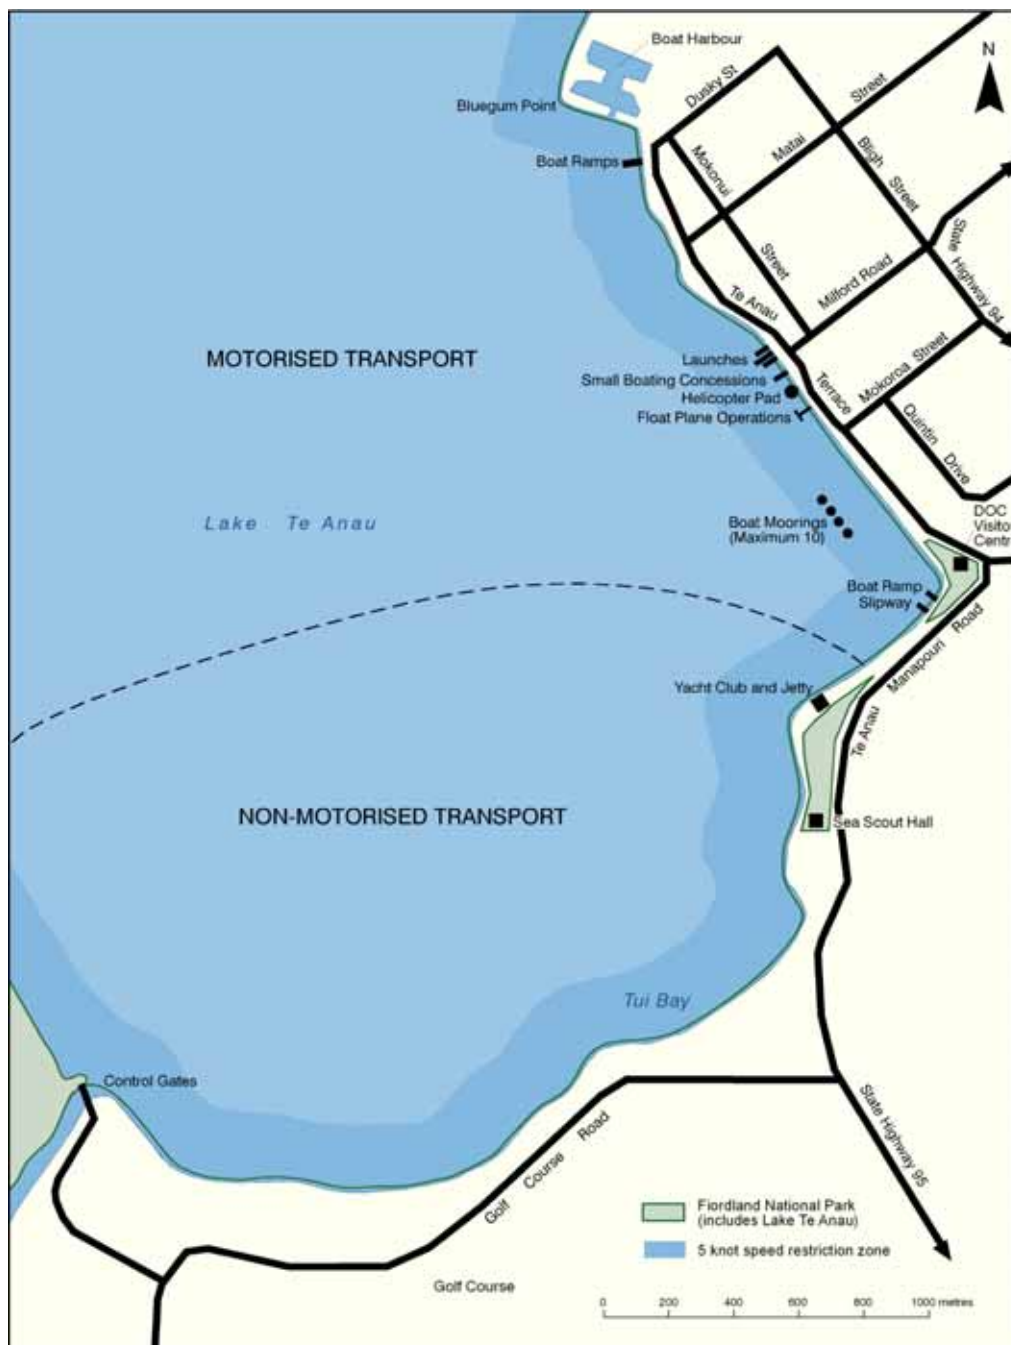 Boat Harbour
N
Dusky St
Street
Bluegum Point
Matai
Bligh
Street
Boat Ramps
Mokonui
Street
State
Highway 94
Milford Road
Te Anau
MOTORISED TRANSPORT
Launches
Small Boating Concessions
Helicopter Pad
Float Plane Operations
Terrace
Mokoroa Street
Quintin
Drive
Lake Te Anau
Boat Moorings
(Maximum 10)
DOC
Visito
Centr
Boat Ramp
Slipway
Road
Manapouri
Te Anau
Yacht Club and Jetty
NON-MOTORISED TRANSPORT
Sea Scout Hall
Tui Bay
Control Gates
State Highway 95
Golf Course Road
Fiordland National Park
(includes Lake Te Anau)
5 knot speed restriction zone
Golf Course
0 200 400 600 800 1000 metres